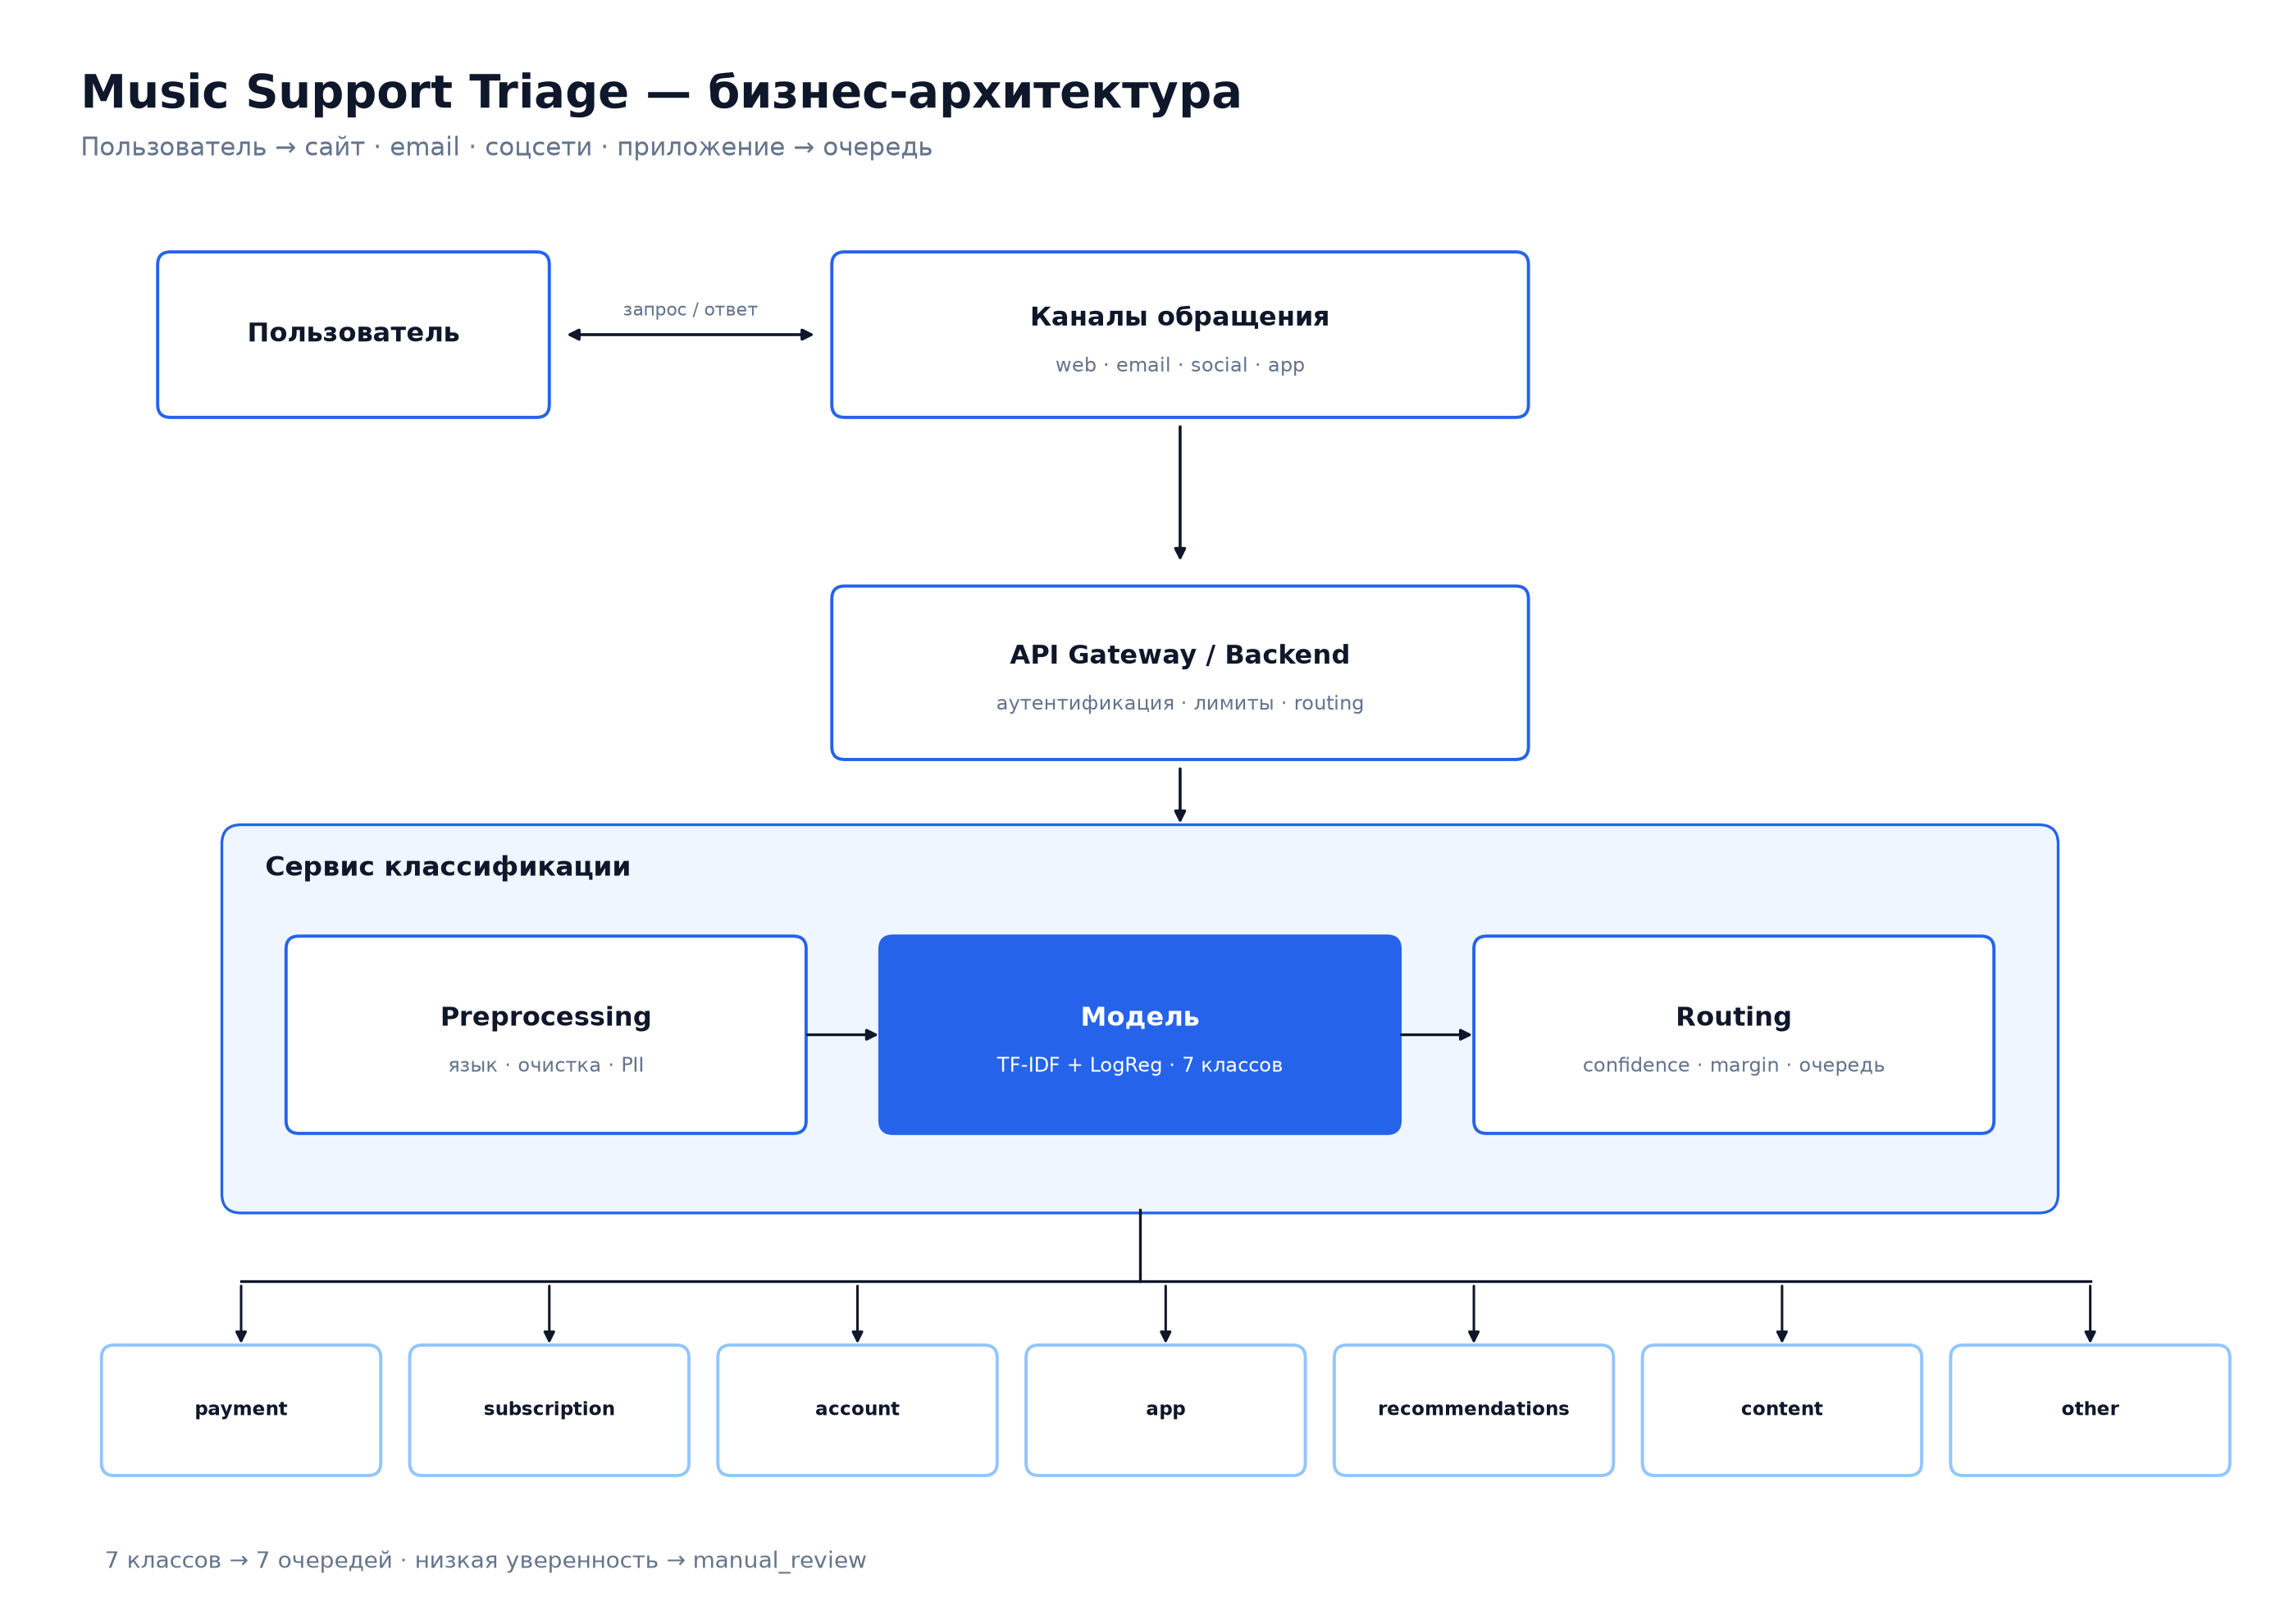 Music Support Triage — бизнес-архитектура
Пользователь → сайт · email · соцсети · приложение → очередь
Пользователь
запрос / ответ
Каналы обращения
web · email · social · app
API Gateway / Backend
аутентификация · лимиты · routing
Сервис классификации
Preprocessing
язык · очистка · PII
Модель
TF-IDF + LogReg · 7 классов
Routing
confidence · margin · очередь
payment
subscription
account
app
recommendations
content
other
7 классов → 7 очередей · низкая уверенность → manual_review